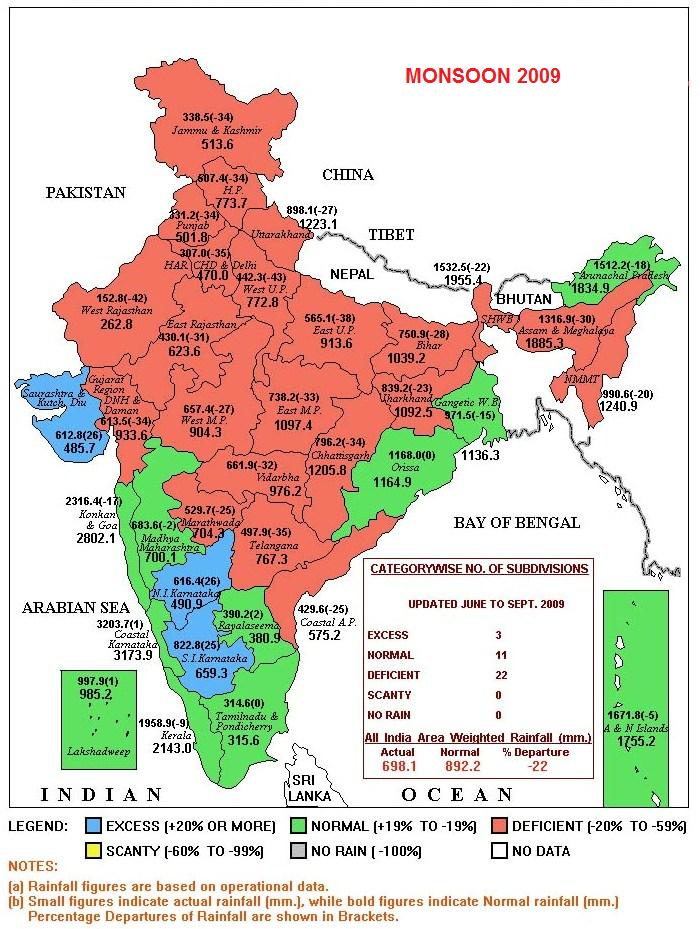 MONSOON 2009
338.5(-34)
Jammu & Kashmir
513.6
CHINA
PAKISTAN
507.4(-34)
H.P.
773.7
331.2(-34)
Punjab
501.8
898.1(-27)
1223.1
Uttarakhand
TIBET
307.0(-35)
HAR. CHD & Delhi
470.0
NEPAL
442.3(-43)
West U.P.
772.8
1532.5(-22)
1955.4
BHUTAN
1512.2(-18)
Arunachal Pradesh
1834.9
152.8(-42)
West Rajasthan
262.8
East Rajasthan
430.1(-31)
623.6
565.1(-38)
East U.P.
913.6
750.9(-28)
Bihar
1039.2
SHWB
1316.9(-30)
Assam & Meghalaya
1885.3
NMMT
990.6(-20)
1240.9
Saurashtra &
Kutch, Diu
612.8(26)
485.7
Gujarat
Region
DNH &
Daman
613.5(-34)
933.6
657.4(-27)
West M.P.
904.3
738.2(-33)
East M.P.
1097.4
839.2(-23)
Jharkhand
1092.5
Gangetic W.B.
971.5(-15)
1136.3
796.2(-34)
Chhattisgarh
1205.8
1168.0(0)
Orissa
1164.9
661.9(-32)
Vidarbha
976.2
2316.4(-17)
Konkan
& Goa
2802.1
683.6(-2)
Madhya
Maharashtra
700.1
529.7(-25)
Marathwada
704.3
497.9(-35)
Telangana
767.3
BAY OF BENGAL
616.4(26)
N.I.Karnataka
490.9
ARABIAN SEA
3203.7(1)
Coastal
Karnataka
3173.9
390.2(2)
Rayalaseema
380.9
429.6(-25)
Coastal A.P.
575.2
822.8(25)
S.I.Karnataka
659.3
997.9(1)
985.2
Lakshadweep
1958.9(-9)
Kerala
2143.0
314.6(0)
Tamilnadu &
Pondicherry
315.6
CATEGORYWISE NO. OF SUBDIVISIONS
UPDATED JUNE TO SEPT. 2009
EXCESS 3
NORMAL 11
DEFICIENT 22
SCANTY 0
NO RAIN 0
All India Area Weighted Rainfall (mm.)
Actual Normal % Departure
698.1 892.2 -22
1671.8(-5)
A & N Islands
1755.2
SRI
LANKA
INDIAN OCEAN
LEGEND: EXCESS (+20% OR MORE) NORMAL (+19% TO -19%) DEFICIENT (-20% TO -59%)
SCANTY (-60% TO -99%) NO RAIN ( -100%) NO DATA
NOTES:
(a) Rainfall figures are based on operational data.
(b) Small figures indicate actual rainfall (mm.), while bold figures indicate Normal rainfall (mm.)
Percentage Departures of Rainfall are shown in Brackets.